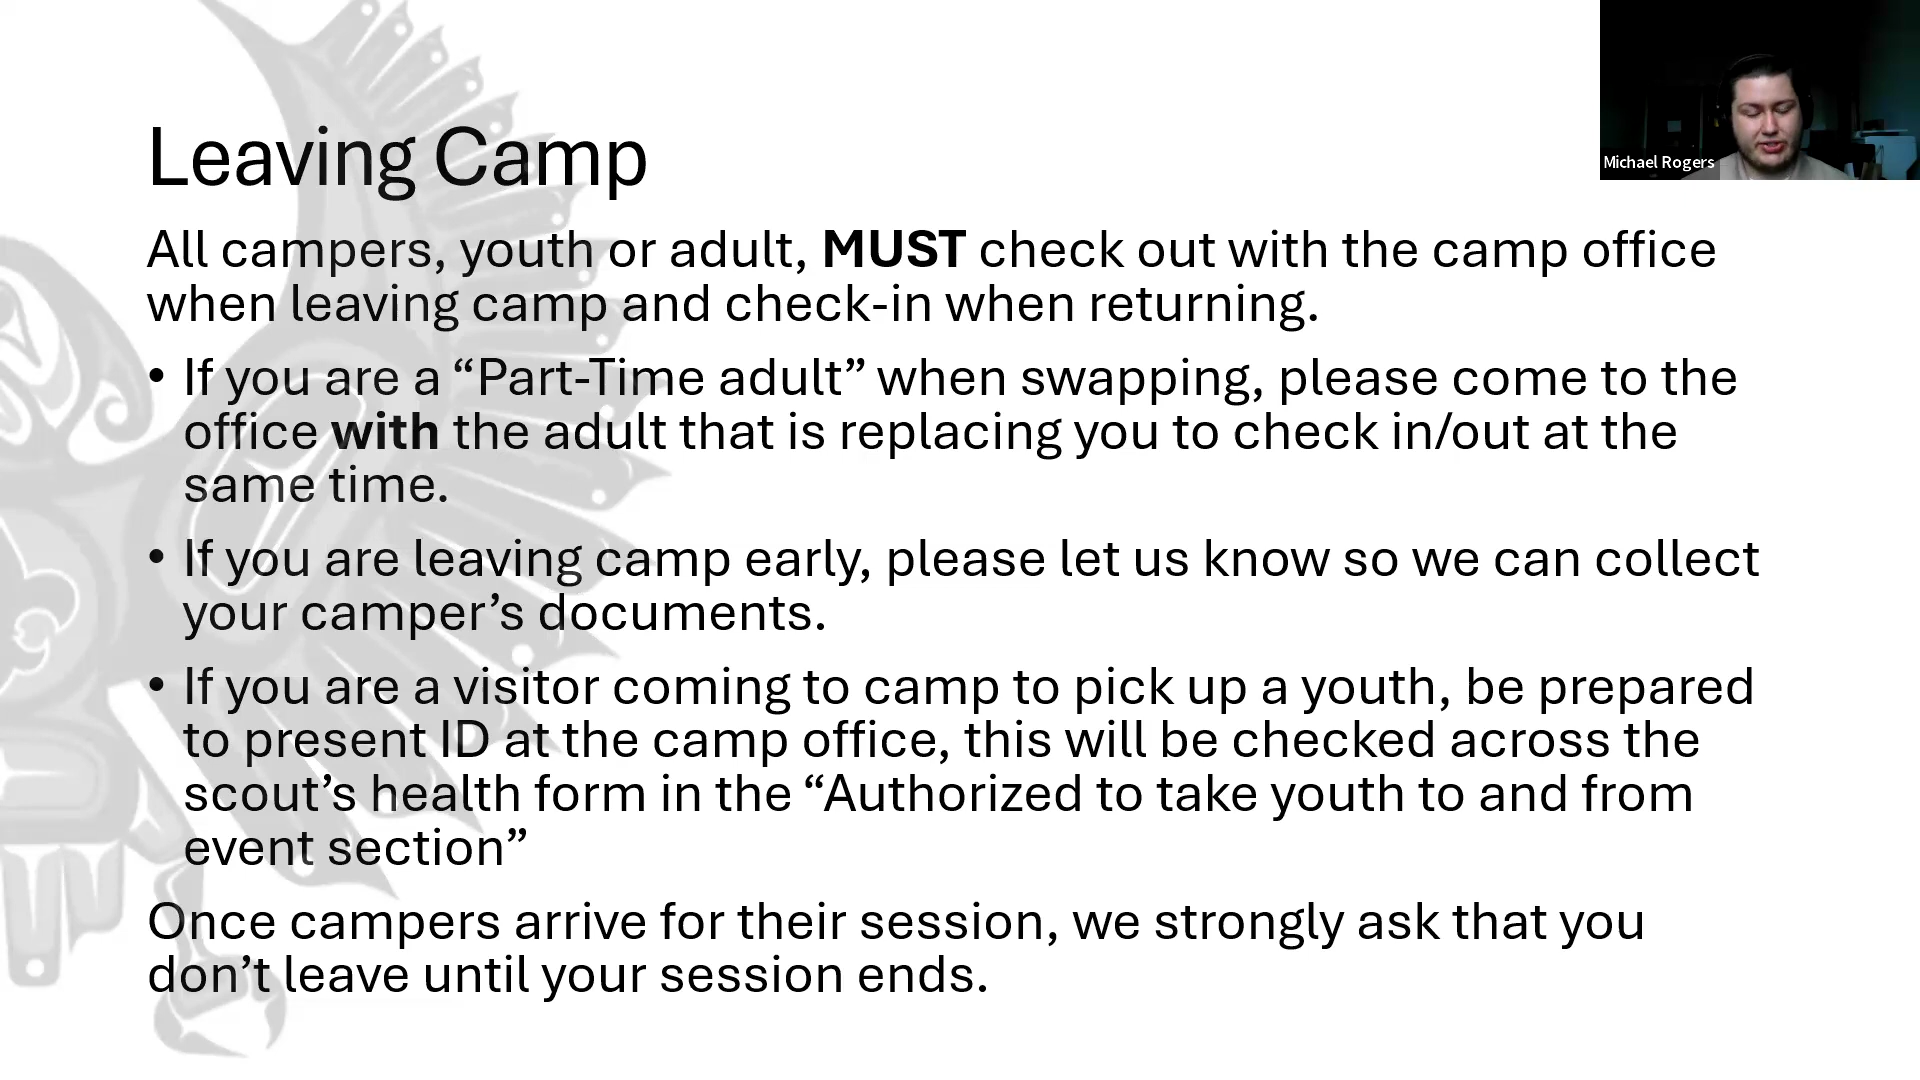 Leaving Camp
Michael Rogers
All campers, youth or adult, MUST check out with the camp office
when leaving camp and check-in when returning.
• If you are a “Part-Time adult” when swapping, please come to the
office with the adult that is replacing you to check in/out at the
same time.
• If you are leaving camp early, please let us know so we can collect
your camper’s documents.
• If you are a visitor coming to camp to pick up a youth, be prepared
to present ID at the camp office, this will be checked across the
scout’s health form in the “Authorized to take youth to and from
event section”
Once campers arrive for their session, we strongly ask that you
don’t leave until your session ends.